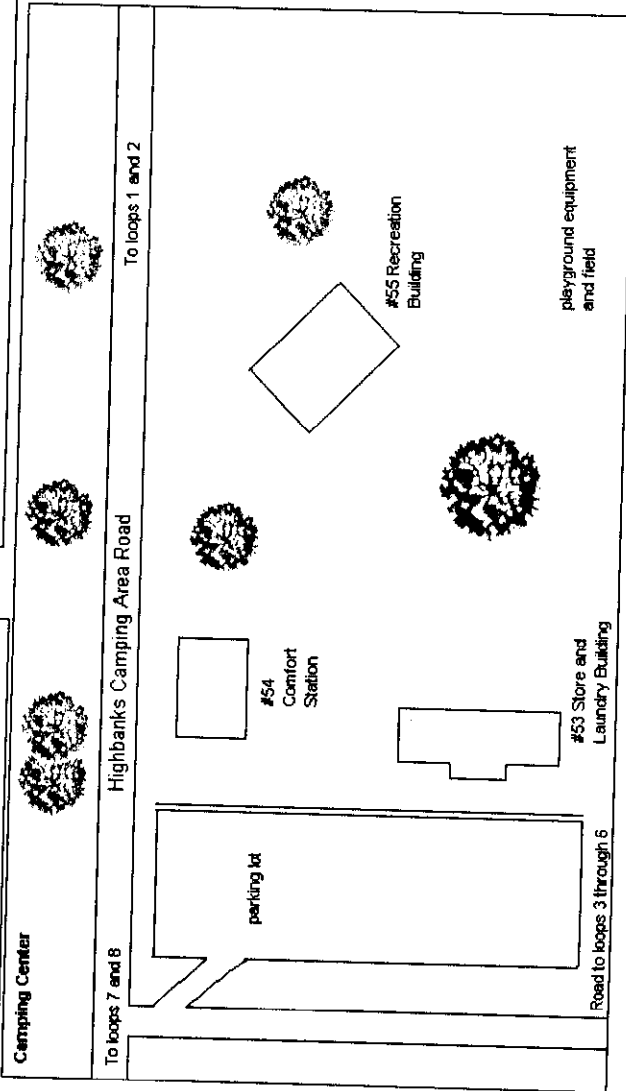 Camping Center
To loops 7 and 8
Highbanks Camping Area Road
To loops 1 and 2
parking lot
#54
Comfort
Station
#55 Recreation
Building
#53 Store and
Laundry Building
playground equipment
and field
Road to loops 3 through 6